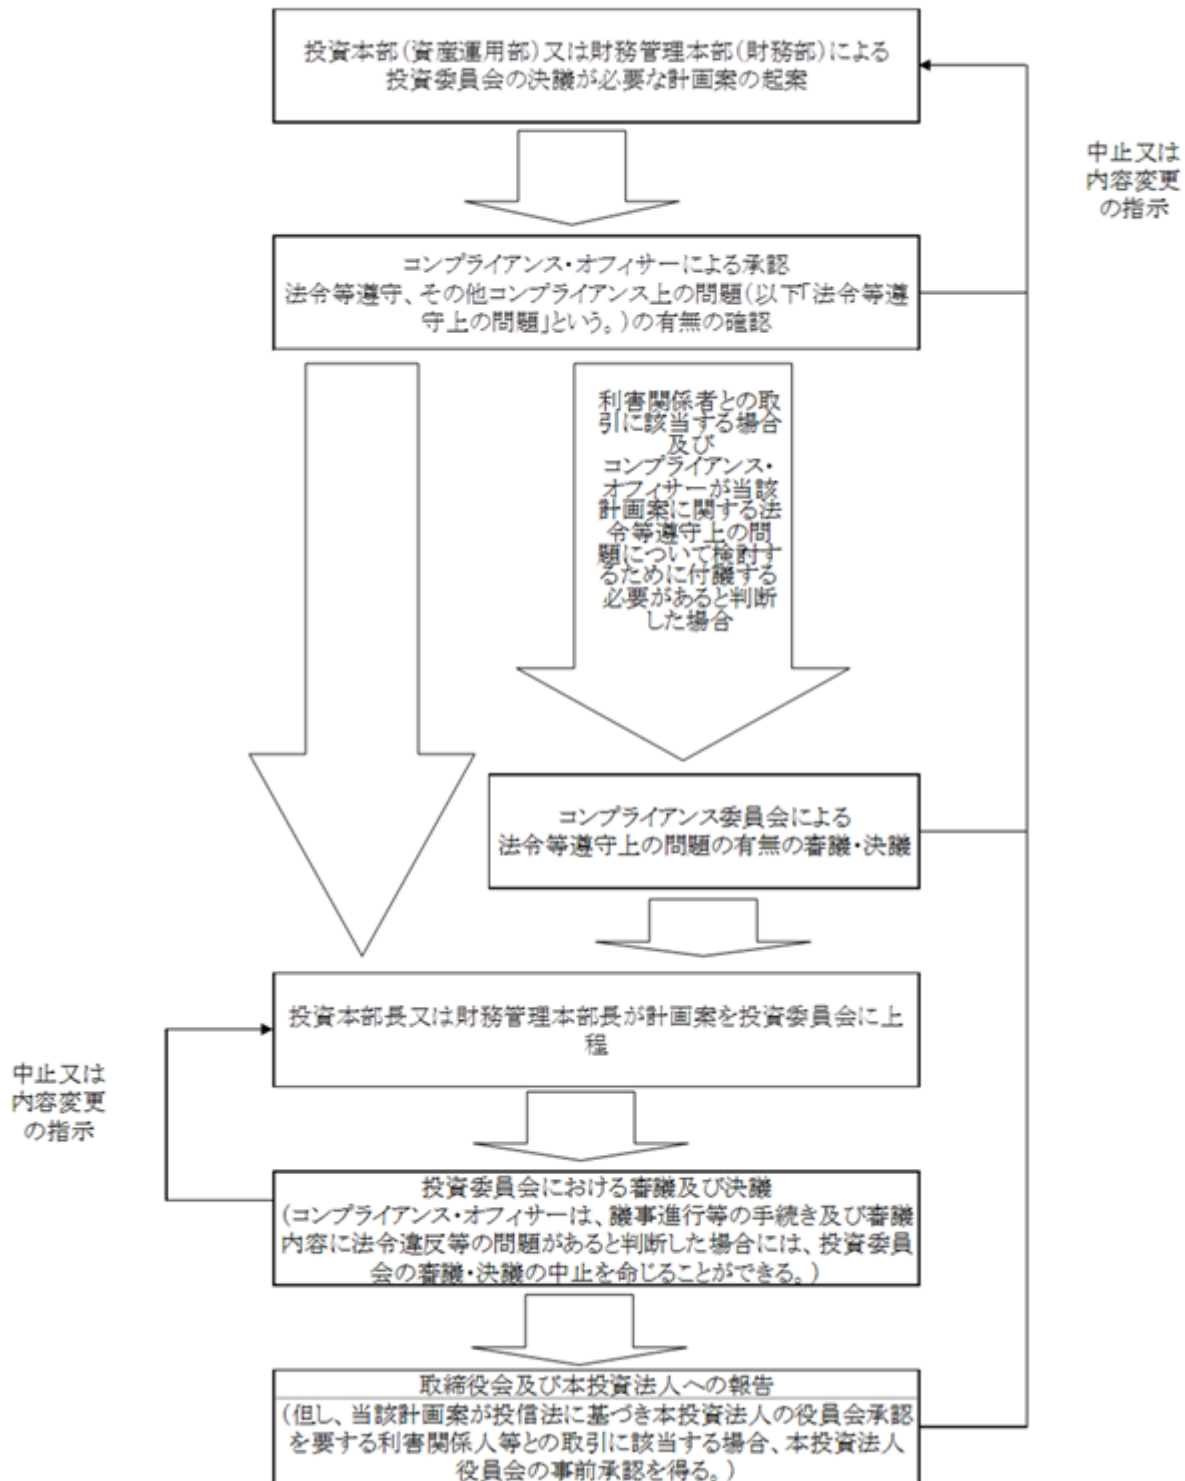 投資本部(資産運用部)又は財務管理本部(財務部)による
投資委員会の決議が必要な計画案の起案
中止又は
内容変更
の指示
コンプライアンス・オフィサーによる承認
法令等遵守、その他コンプライアンス上の問題(以下「法令等遵
守上の問題」という。)の有無の確認
利害関係者との取
引に該当する場合
及び
コンプライアンス・
オフィサーが当該
計画案に関する法
令等遵守上の問
題について検討す
るために付議する
必要があると判断
した場合
コンプライアンス委員会による
法令等遵守上の問題の有無の審議・決議
投資本部長又は財務管理本部長が計画案を投資委員会に上
程
中止又は
内容変更
の指示
投資委員会における審議及び決議
(コンプライアンス・オフィサーは、議事進行等の手続き及び審議
内容に法令違反等の問題があると判断した場合には、投資委員
会の審議・決議の中止を命じることができる。)
取締役会及び本投資法人への報告
(但し、当該計画案が投信法に基づき本投資法人の役員会承認
を要する利害関係人等との取引に該当する場合、本投資法人
役員会の事前承認を得る。)